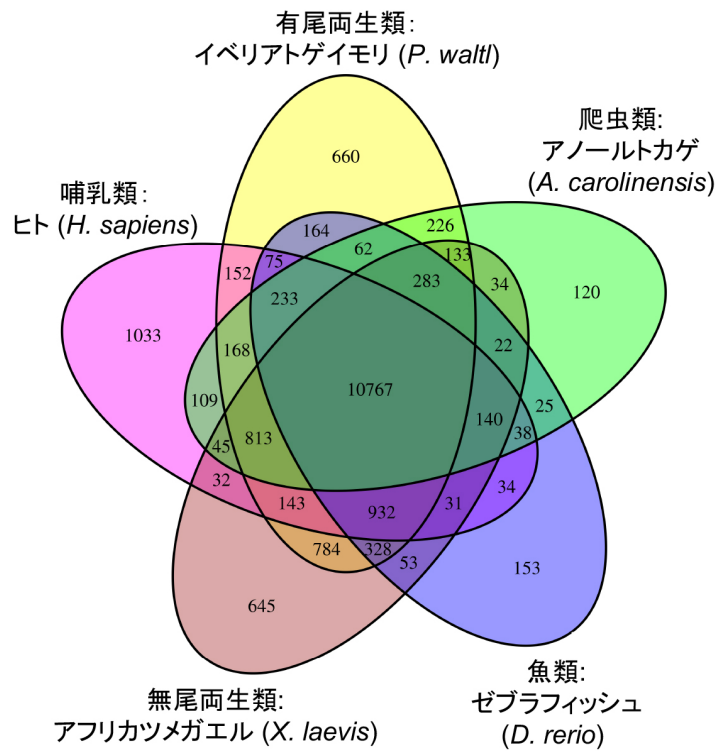 有尾両生類:
イベリアトゲイモリ (P. waltl)
爬虫類:
アノールトカゲ
(A. carolinensis)
哺乳類:
ヒト (H. sapiens)
660
164
62
226
133
34
120
152
75
233
283
22
1033
168
109
10767
140
25
38
45
813
32
143
932
31
34
784
328
53
153
645
無尾両生類:
アフリカツメガエル (X. laevis)
魚類:
ゼブラフィッシュ
(D. rerio)